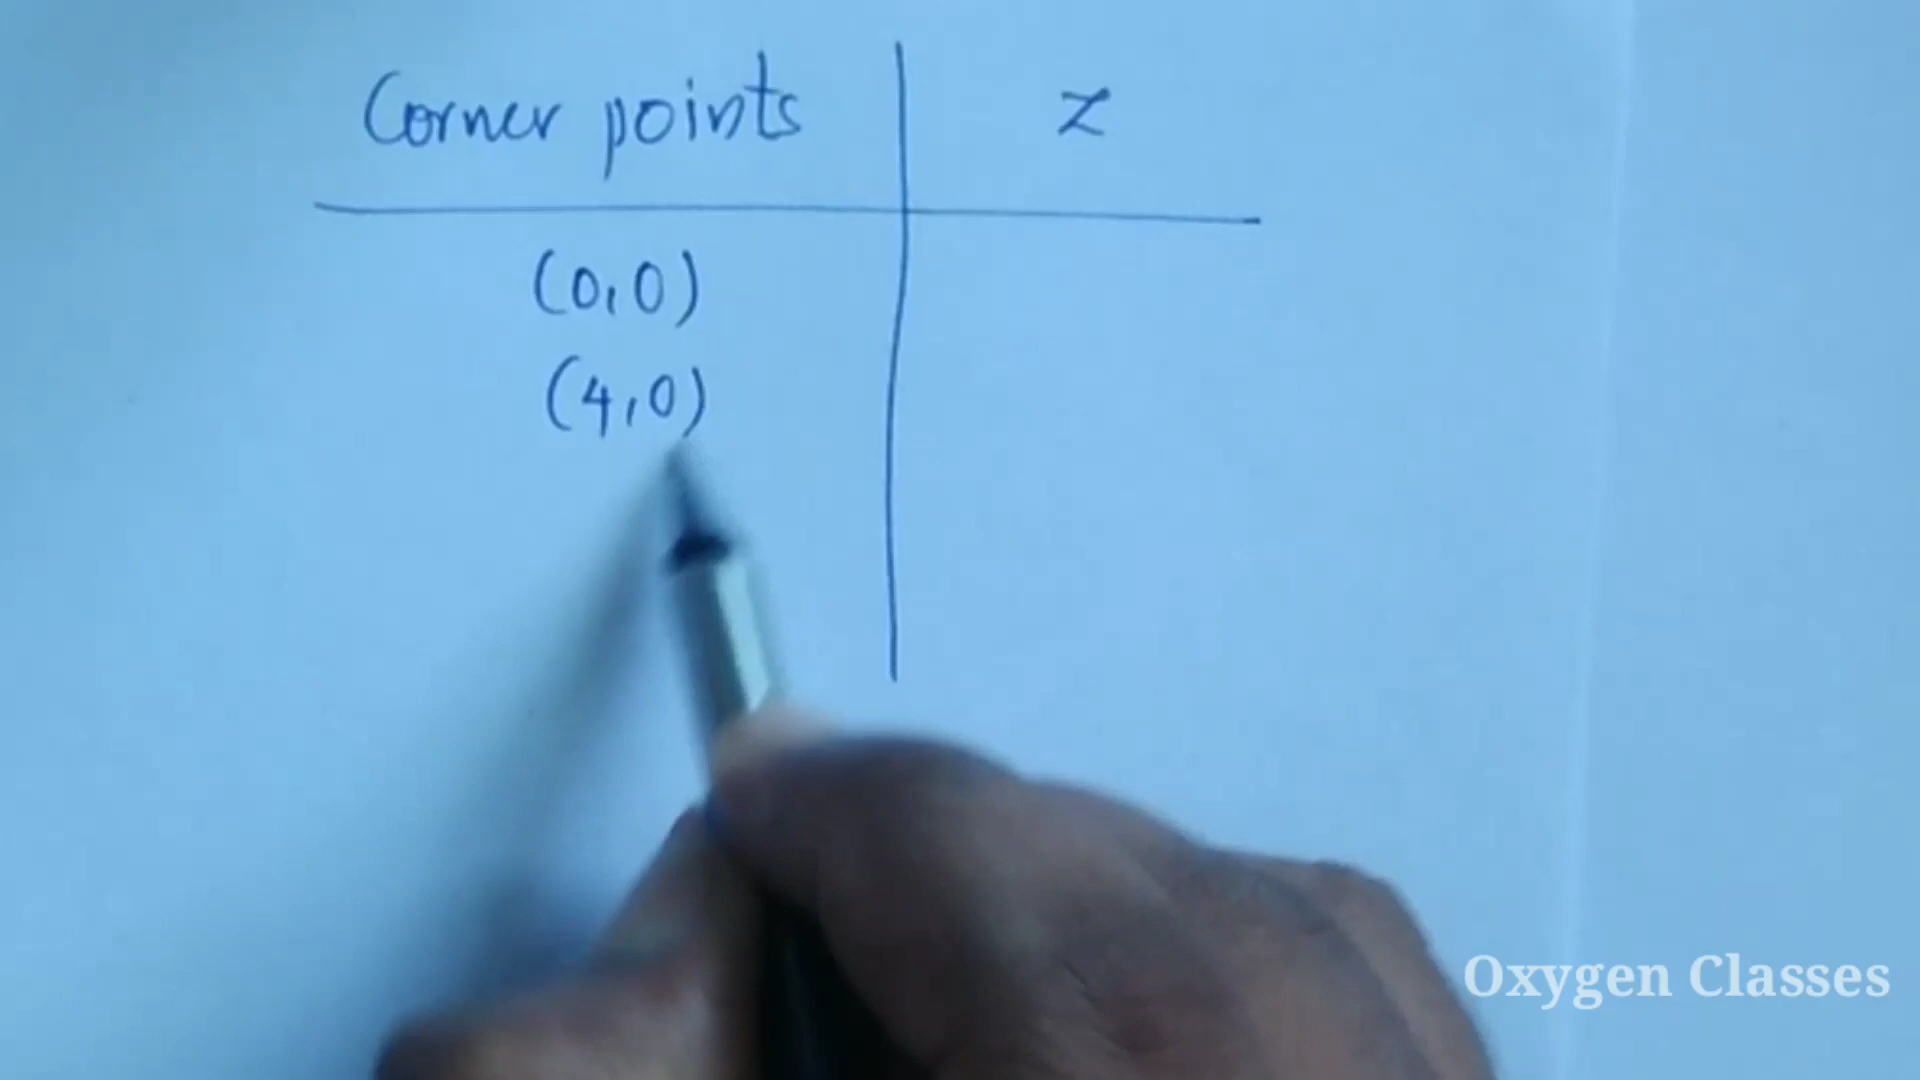 Corner points z
(0,0)
(4,0)
Oxygen Classes